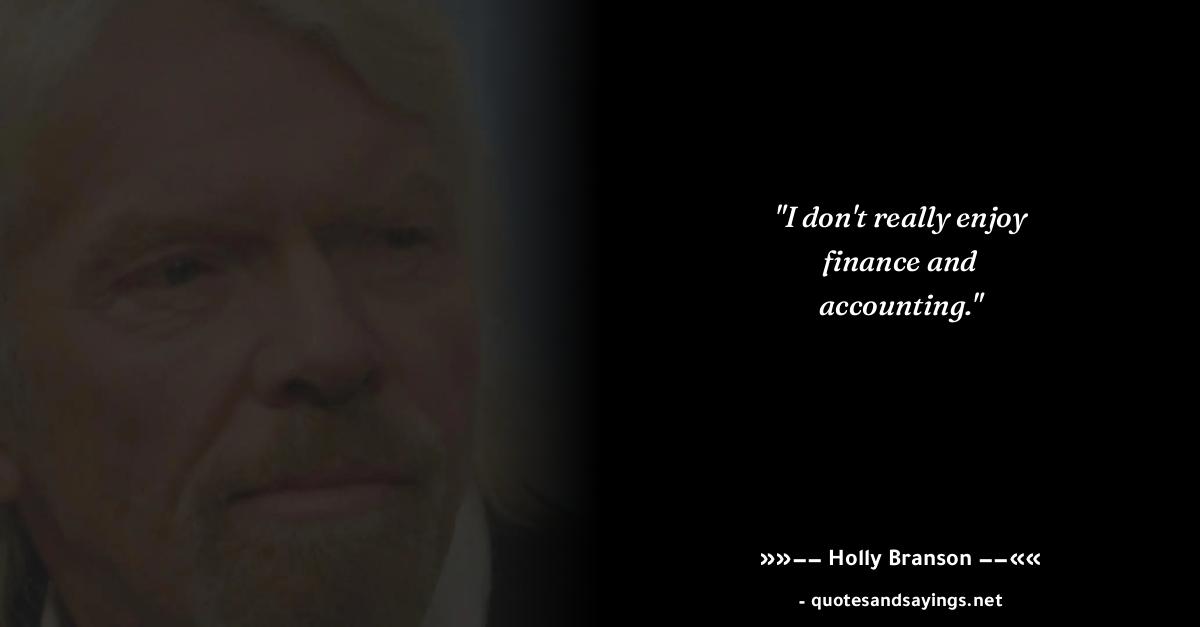 "I don't really enjoy
finance and
accounting."
»»–– Holly Branson ––««
- quotesandsayings.net